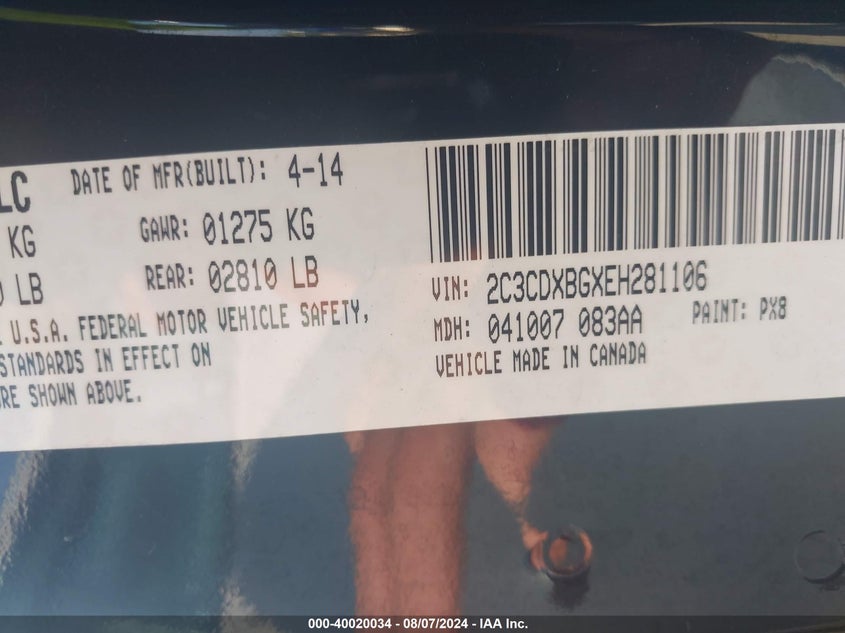 LC
DATE OF MFR(BUILT): 4-14
KG
GAWR: 01275 KG
LB
REAR: 02810 LB
U.S.A. FEDERAL MOTOR VEHICLE SAFETY,
STANDARDS IN EFFECT ON
SHOWN ABOVE.
VIN: 2C3CDXBGXEH281106
MDH: 041007 083AA
PAINT: PX8
VEHICLE MADE IN CANADA
000-40020034 - 08/07/2024 - IAA Inc.